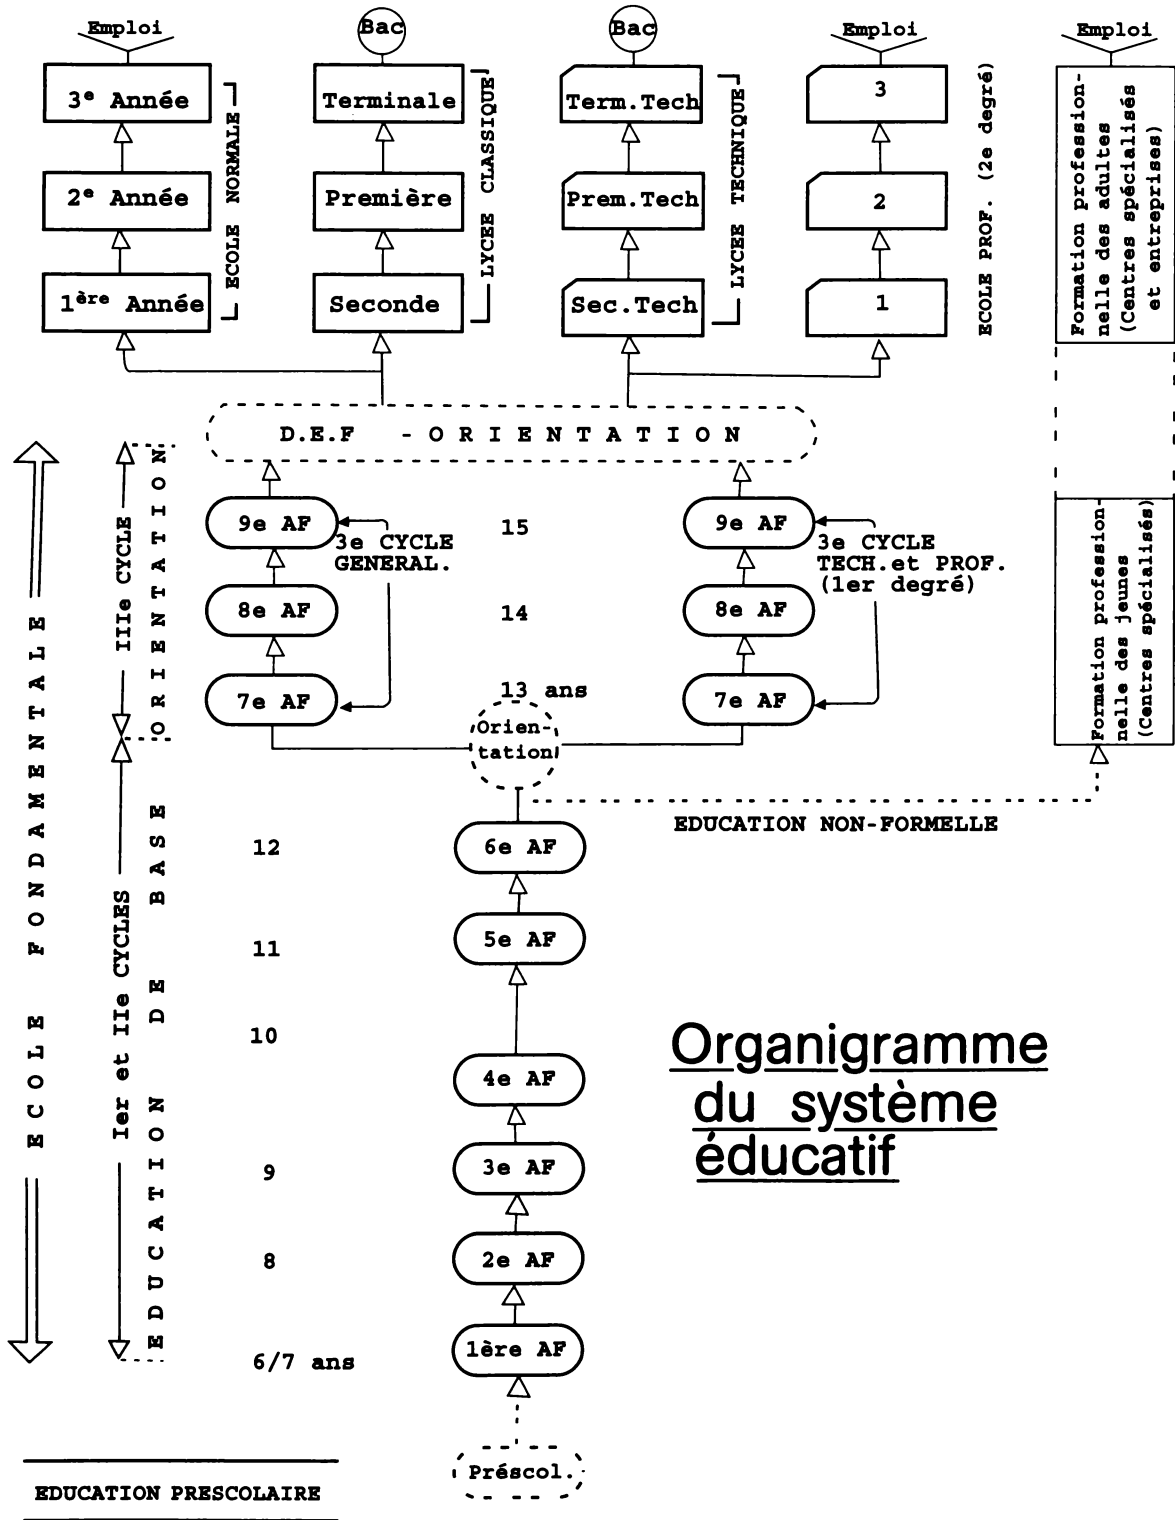 Emploi
Bac
Bac
Emploi
Emploi
3e Année
2e Année
1ère Année
ECOLE NORMALE
Terminale
Première
Seconde
LYCEE CLASSIQUE
Term.Tech
Prem.Tech
Sec.Tech
LYCEE TECHNIQUE
3
2
1
ECOLE PROF. (2e degré)
Formation profession-
nelle des adultes
(Centres spécialisés
et entreprises)
D.E.F - ORIENTATION
ECOLE FONDAMENTALE
IIIe CYCLE
ORIENTATION
9e AF
8e AF
7e AF
3e CYCLE
GENERAL.
15
14
13 ans
9e AF
8e AF
7e AF
3e CYCLE
TECH.et PROF.
(1er degré)
Formation profession-
nelle des jeunes
(Centres spécialisés)
Orien-
tation
EDUCATION NON-FORMELLE
Ier et IIe CYCLES
EDUCATION DE BASE
12
11
10
9
8
6/7 ans
6e AF
5e AF
4e AF
3e AF
2e AF
1ère AF
Organigramme
du système
éducatif
Préscol.
EDUCATION PRESCOLAIRE